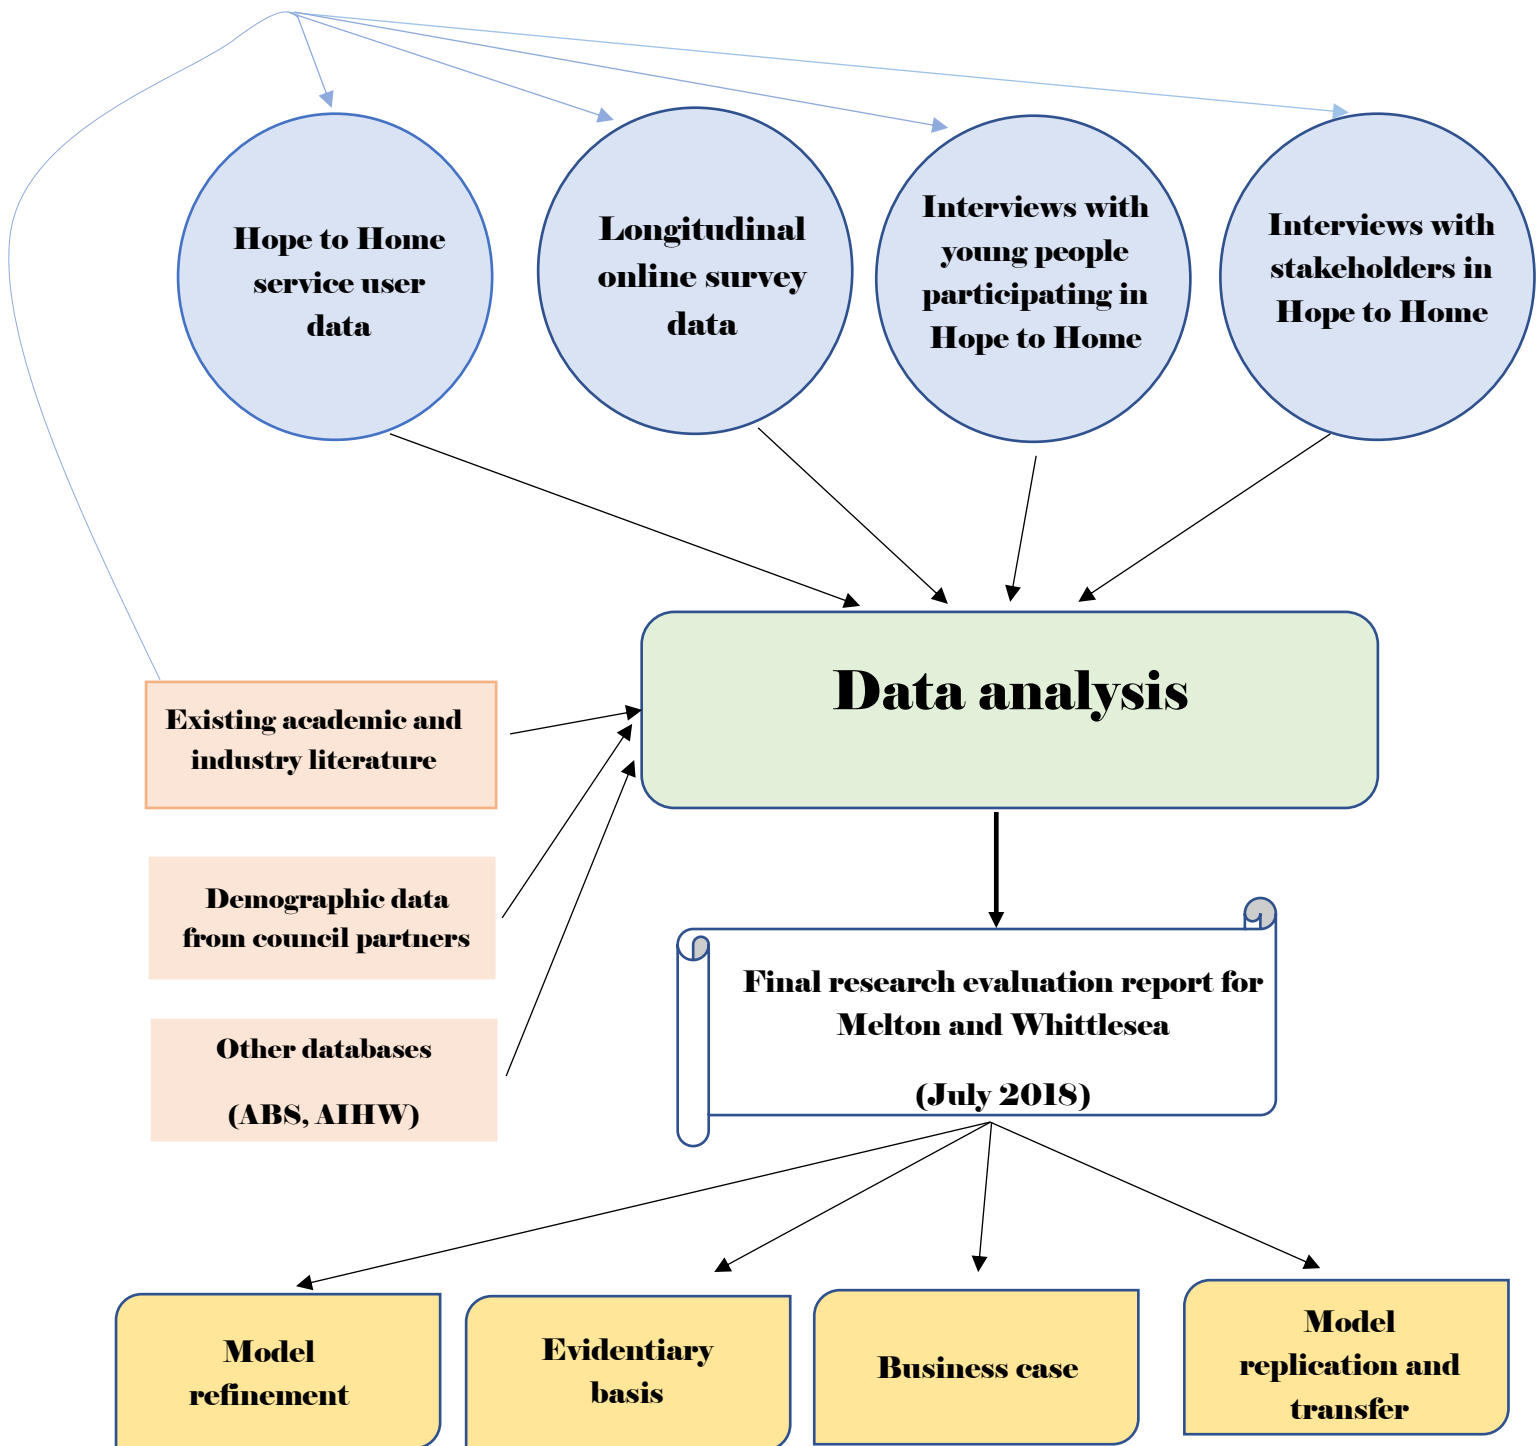 Hope to Home
service user
data
Longitudinal
online survey
data
Interviews with
young people
participating in
Hope to Home
Interviews with
stakeholders in
Hope to Home
Data analysis
Existing academic and
industry literature
Demographic data
from council partners
Other databases
(ABS, AIHW)
Final research evaluation report for
Melton and Whittlesea
(July 2018)
Model
refinement
Evidentiary
basis
Business case
Model
replication and
transfer